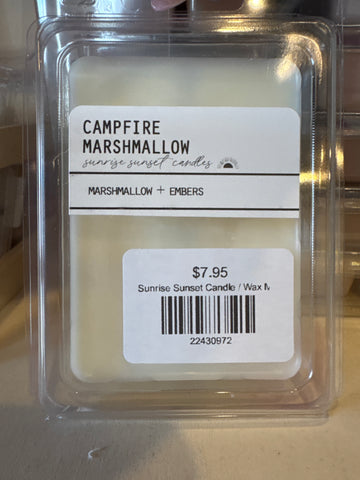 CAMPFIRE
MARSHMALLOW
sunrise sunset candles
MARSHMALLOW + EMBERS
$7.95
Sunrise Sunset Candle / Wax M
22430972